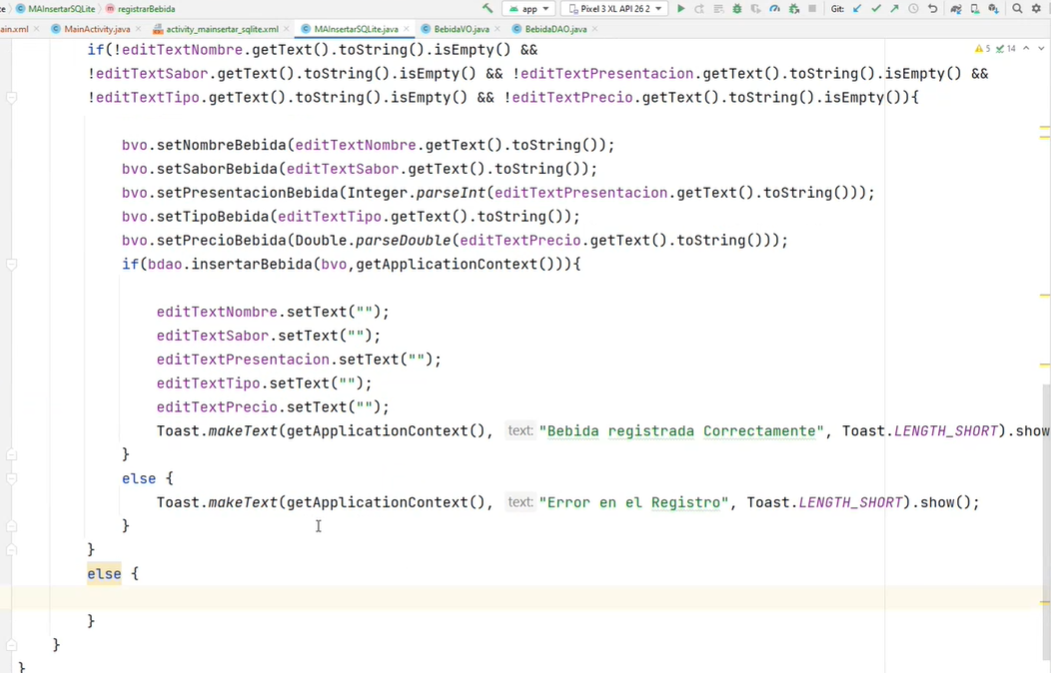 MAInsertarSQLite registrarBebida app Pixel 3 XL API 26 2 Git:
ain.xml MainActivity.java activity_mainsertar_sqlite.xml MAInsertarSQLite.java BebidaVO.java BebidaDAO.java
if(!editTextNombre.getText().toString().isEmpty() && 5 14
!editTextSabor.getText().toString().isEmpty() && !editTextPresentacion.getText().toString().isEmpty() &&
!editTextTipo.getText().toString().isEmpty() && !editTextPrecio.getText().toString().isEmpty()){
bvo.setNombreBebida(editTextNombre.getText().toString());
bvo.setSaborBebida(editTextSabor.getText().toString());
bvo.setPresentacionBebida(Integer.parseInt(editTextPresentacion.getText().toString()));
bvo.setTipoBebida(editTextTipo.getText().toString());
bvo.setPrecioBebida(Double.parseDouble(editTextPrecio.getText().toString()));
if(bdao.insertarBebida(bvo,getApplicationContext())){
editTextNombre.setText("");
editTextSabor.setText("");
editTextPresentacion.setText("");
editTextTipo.setText("");
editTextPrecio.setText("");
Toast.makeText(getApplicationContext(), text: "Bebida registrada Correctamente", Toast.LENGTH_SHORT).show
}
else {
Toast.makeText(getApplicationContext(), text: "Error en el Registro", Toast.LENGTH_SHORT).show();
}
}
else {
}
}
}